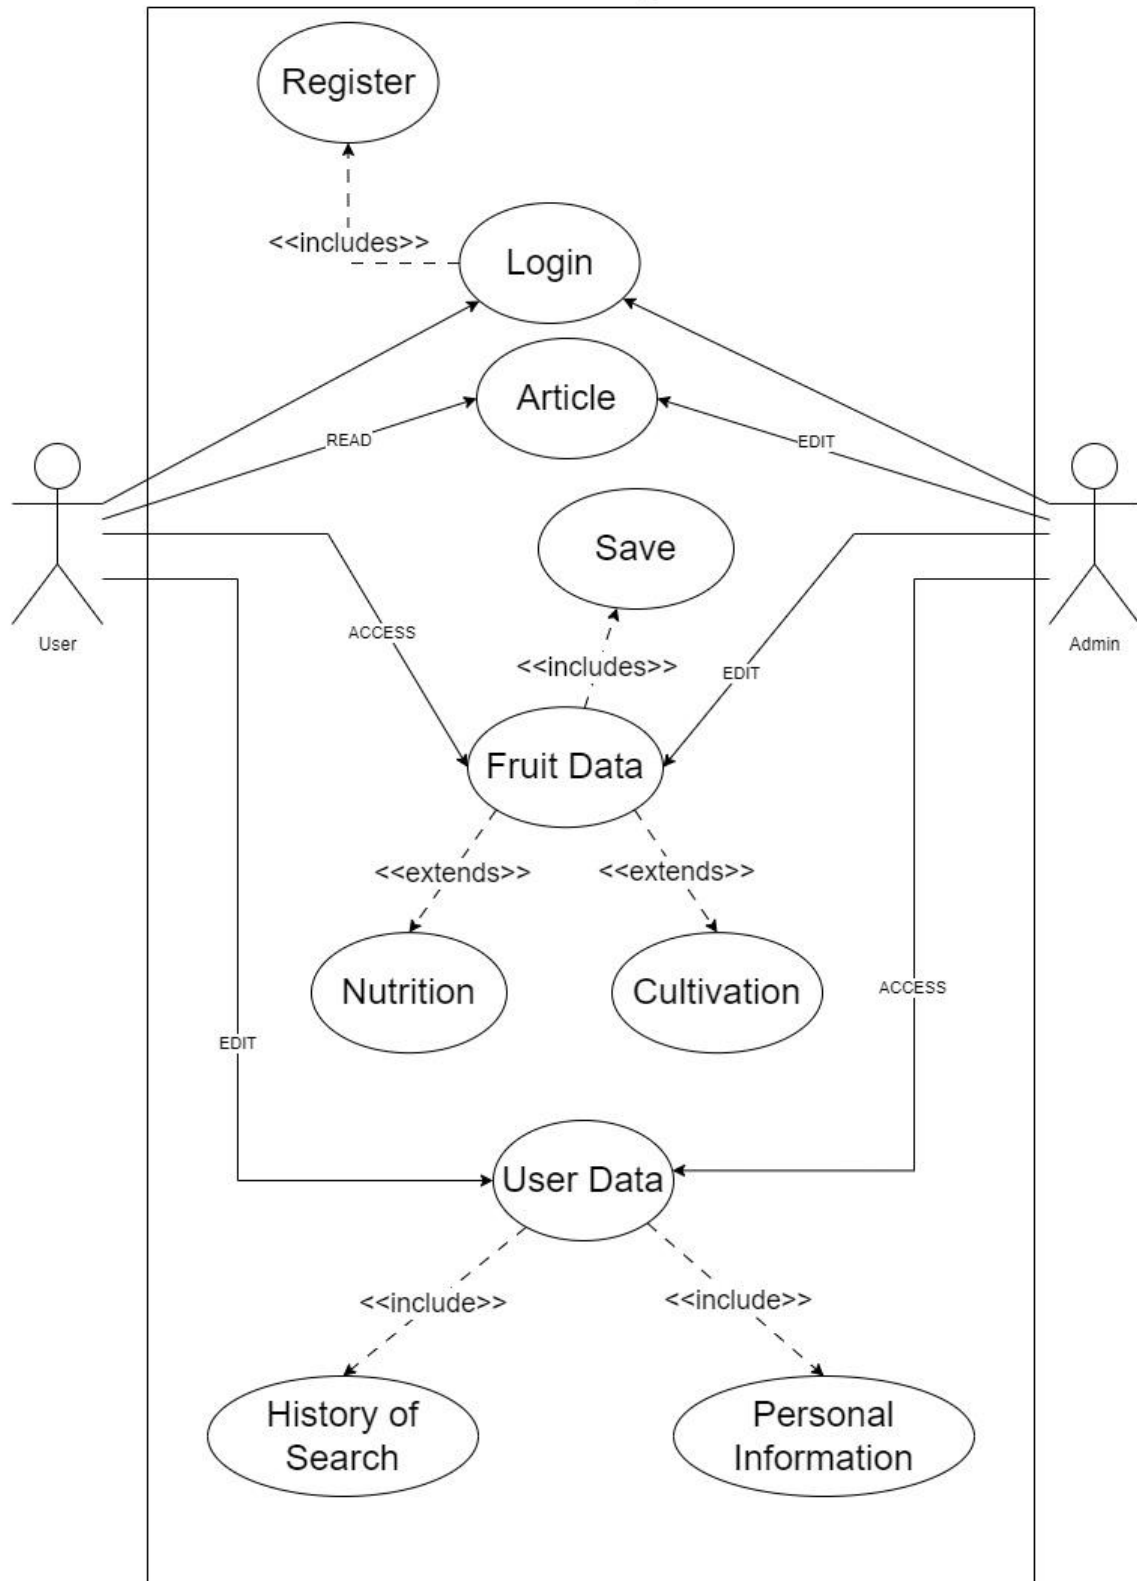 Register
<<includes>>
Login
Article
READ
EDIT
Save
User
ACCESS
Admin
<<includes>>
EDIT
Fruit Data
<<extends>>
<<extends>>
Nutrition
Cultivation
ACCESS
EDIT
User Data
<<include>>
<<include>>
History of
Search
Personal
Information